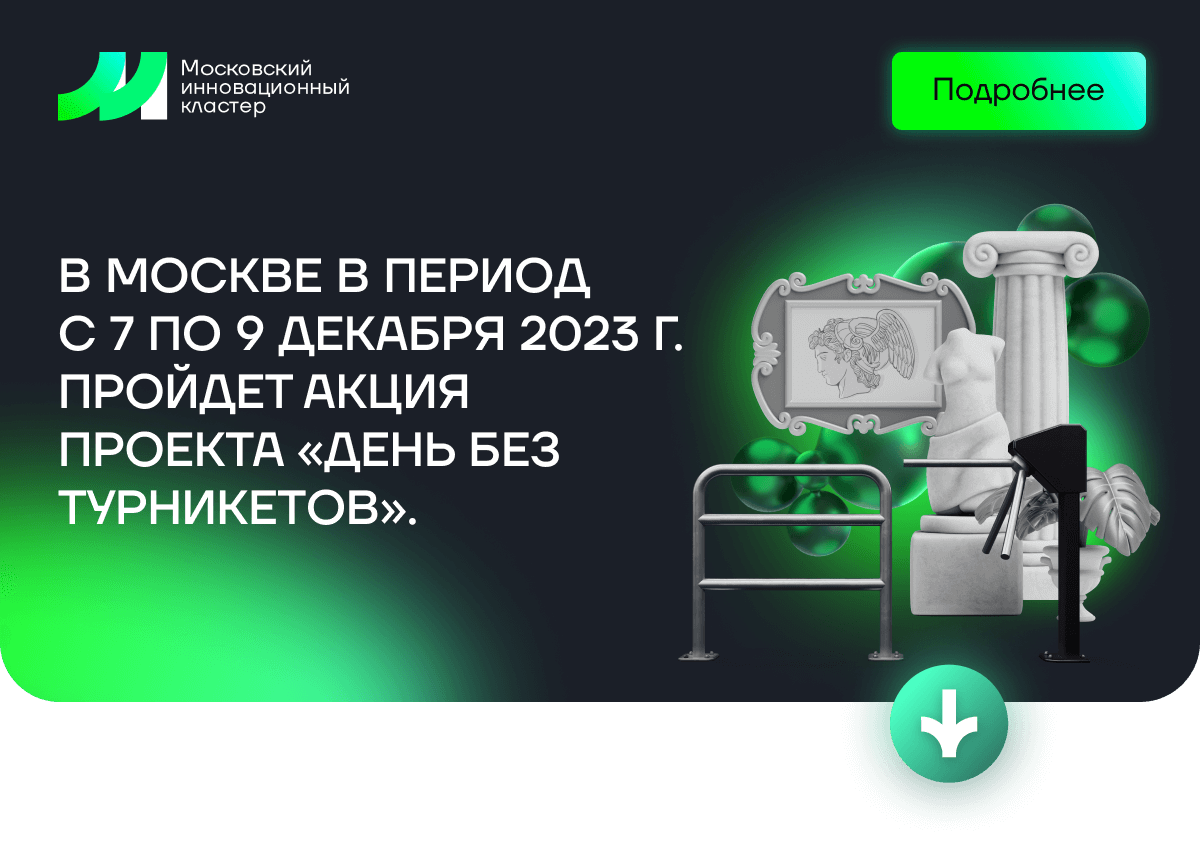 Московский
инновационный
кластер
Подробнее
В МОСКВЕ В ПЕРИОД
С 7 ПО 9 ДЕКАБРЯ 2023 Г.
ПРОЙДЕТ АКЦИЯ
ПРОЕКТА «ДЕНЬ БЕЗ
ТУРНИКЕТОВ».